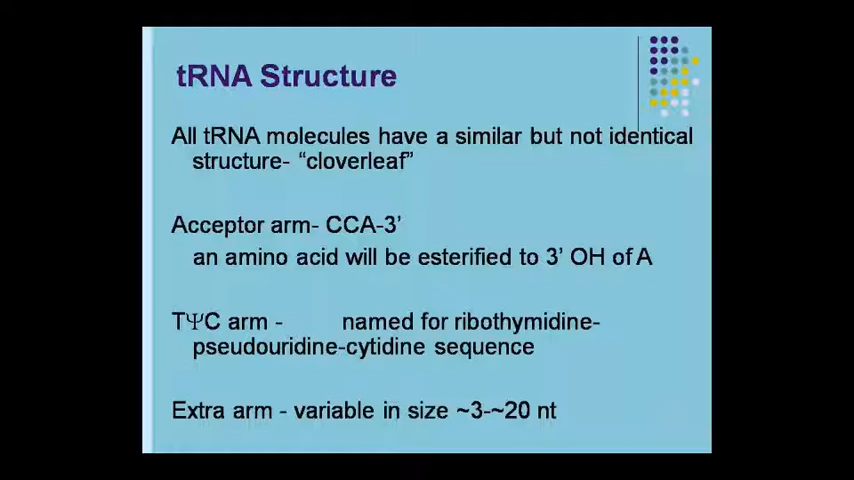 tRNA Structure
All tRNA molecules have a similar but not identical
structure- “cloverleaf”
Acceptor arm- CCA-3’
an amino acid will be esterified to 3’ OH of A
TΨC arm - named for ribothymidine-
pseudouridine-cytidine sequence
Extra arm - variable in size ~3-~20 nt